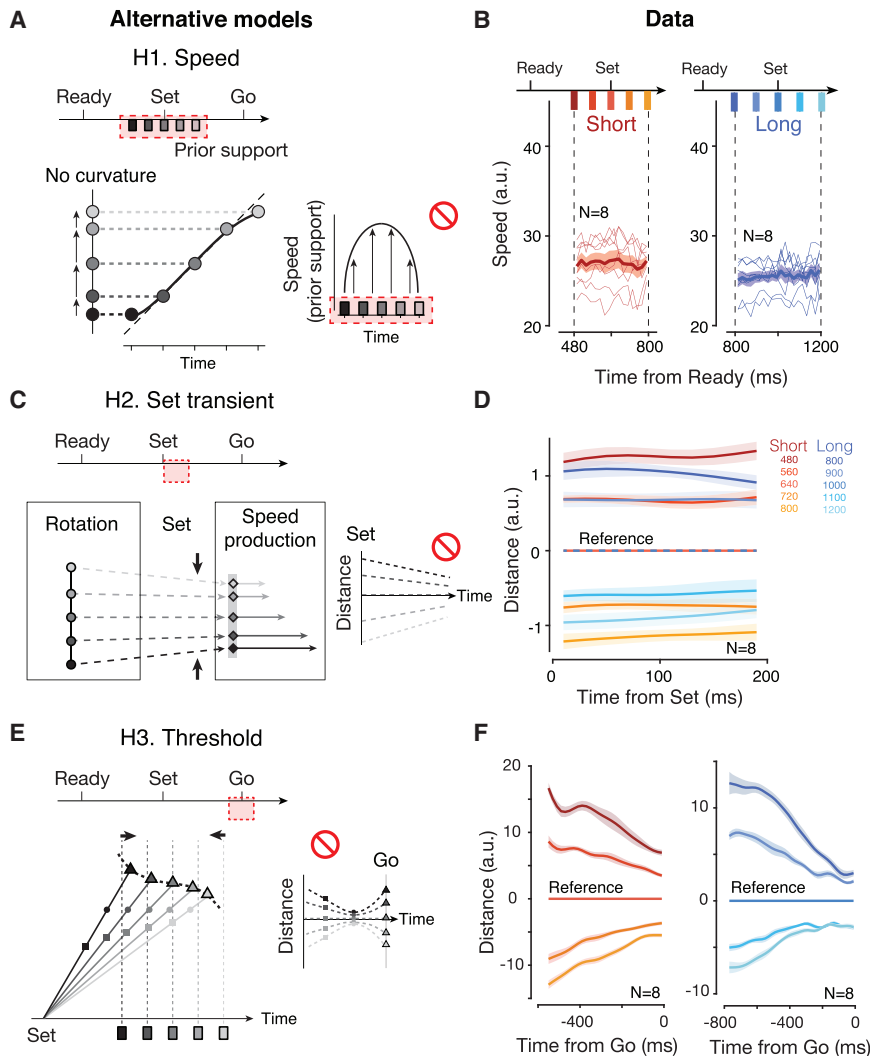 Alternative models
Data
A
H1. Speed
Ready
Set
Go
Prior support
No curvature
Time
Speed
(prior support)
Time
B
Ready
Set
Short
Ready
Set
Long
Speed (a.u.)
40
30
20
N=8
480
800
40
30
20
N=8
800
1200
Time from Ready (ms)
C
H2. Set transient
Ready
Set
Go
Rotation
Set
Speed
production
Set
Distance
Time
D
Distance (a.u.)
1
0
-1
Reference
N=8
0
100
200
Time from Set (ms)
Short Long
480 800
560 900
640 1000
720 1100
800 1200
E
H3. Threshold
Ready
Set
Go
Set
Time
Go
Distance
Time
F
Distance (a.u.)
20
10
0
-10
Reference
N=8
-400
0
Time from Go (ms)
10
5
0
-10
Reference
N=8
-800
-400
0
Time from Go (ms)